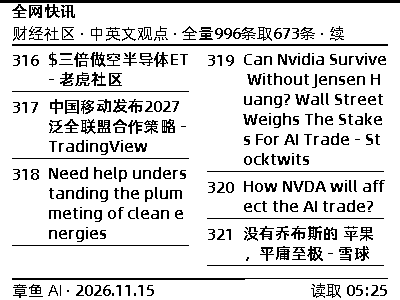 全网快讯
财经社区 · 中英文观点 · 全量996条取673条 · 续
316 $三倍做空半导体ET
- 老虎社区
317 中国移动发布2027
泛全联盟合作策略 -
TradingView
318 Need help unders
tanding the plum
meting of clean e
nergies
319 Can Nvidia Survive
Without Jensen H
uang? Wall Street
Weighs The Stake
s For AI Trade - St
ocktwits
320 How NVDA will aff
ect the AI trade?
321 没有乔布斯的 苹果
，平庸至极 - 雪球
章鱼 AI · 2026.11.15
读取 05:25